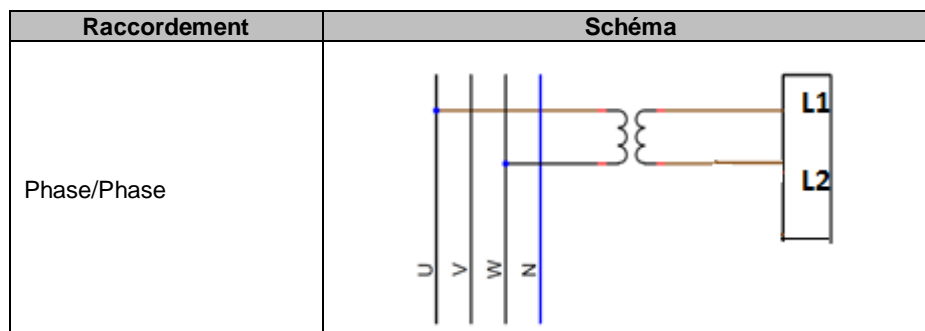 Raccordement
Schéma
Phase/Phase
L1
L2
U
V
W
N